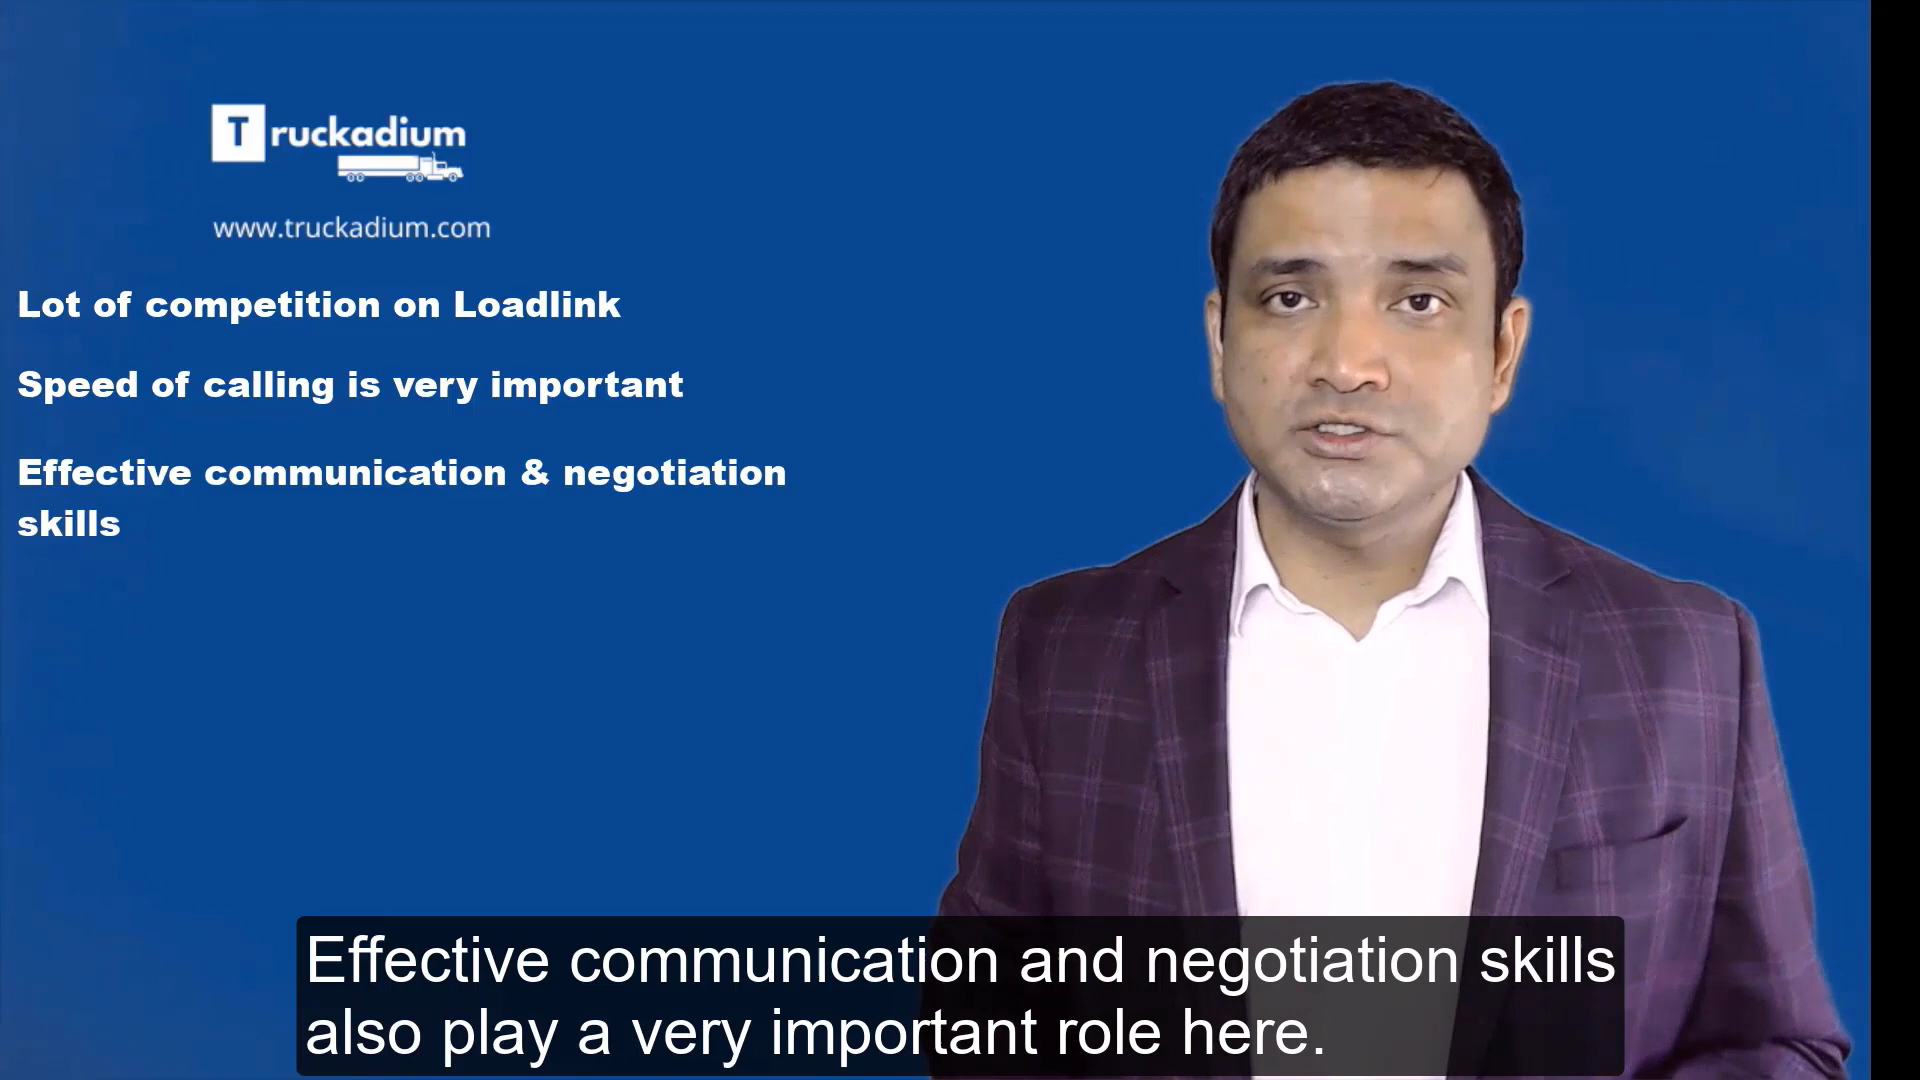 Truckadium
www.truckadium.com
Lot of competition on Loadlink
Speed of calling is very important
Effective communication & negotiation
skills
Effective communication and negotiation skills
also play a very important role here.